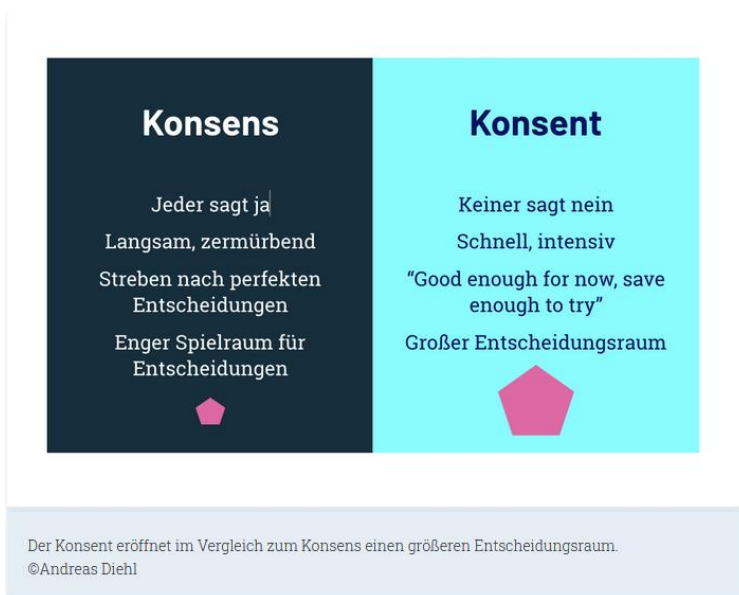 Konsens
Jeder sagt ja
Langsam, zermürbend
Streben nach perfekten
Entscheidungen
Enger Spielraum für
Entscheidungen
Konsent
Keiner sagt nein
Schnell, intensiv
“Good enough for now, save
enough to try”
Großer Entscheidungsraum
Der Konsent eröffnet im Vergleich zum Konsens einen größeren Entscheidungsraum.
©Andreas Diehl